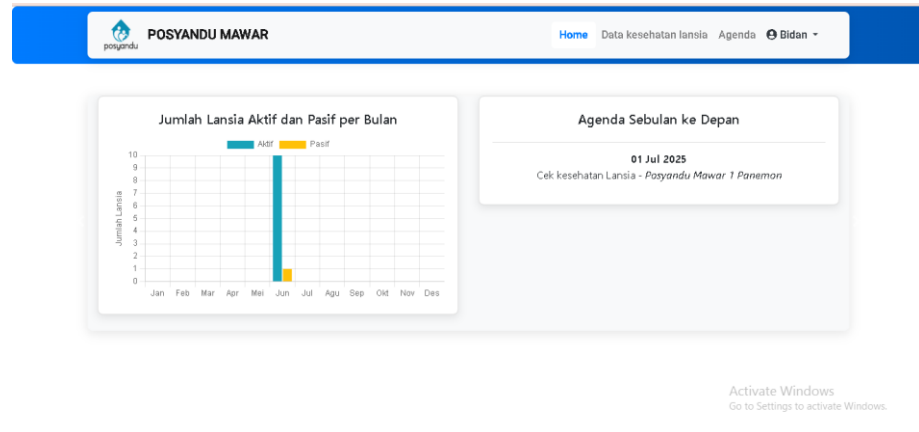 posyandu
POSYANDU MAWAR
Home Data kesehatan lansia Agenda Bidan
Jumlah Lansia Aktif dan Pasif per Bulan
Aktif Pasif
Jumlah Lansia
10
9
8
7
6
5
4
3
2
1
0
Jan Feb Mar Apr Mei Jun Jul Agu Sep Okt Nov Des
Agenda Sebulan ke Depan
01 Jul 2025
Cek kesehatan Lansia - Posyandu Mawar 1 Panemon
Activate Windows
Go to Settings to activate Windows.